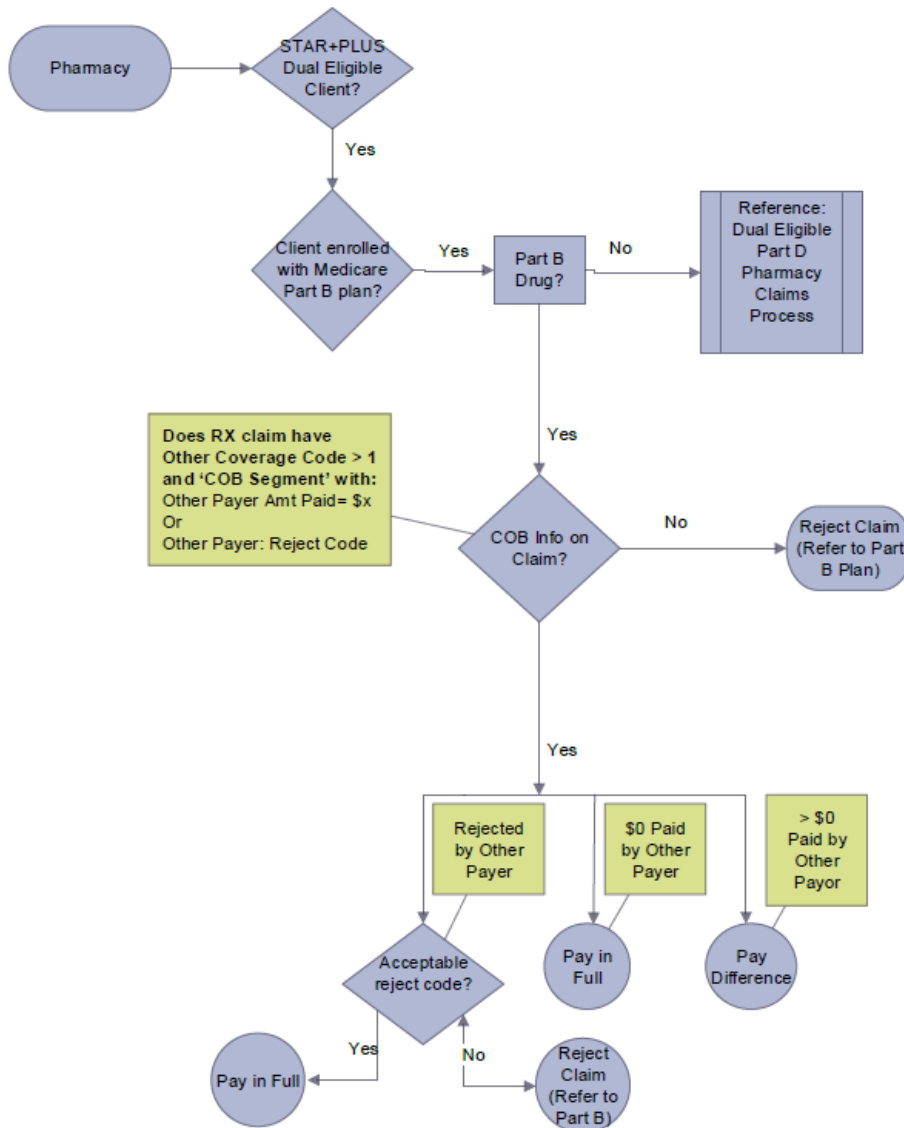 Pharmacy
STAR+PLUS
Dual Eligible
Client?
Yes
Client enrolled
with Medicare
Part B plan?
Yes
Part B
Drug?
No
Reference:
Dual Eligible
Part D
Pharmacy
Claims
Process
Yes
Does RX claim have
Other Coverage Code > 1
and ‘COB Segment’ with:
Other Payer Amt Paid= $x
Or
Other Payer: Reject Code
COB Info on
Claim?
No
Reject Claim
(Refer to Part
B Plan)
Yes
Rejected
by Other
Payer
$0 Paid
by Other
Payer
> $0
Paid by
Other
Payor
Acceptable
reject code?
Pay in
Full
Pay
Difference
Yes
No
Pay in Full
Reject
Claim
(Refer to
Part B)